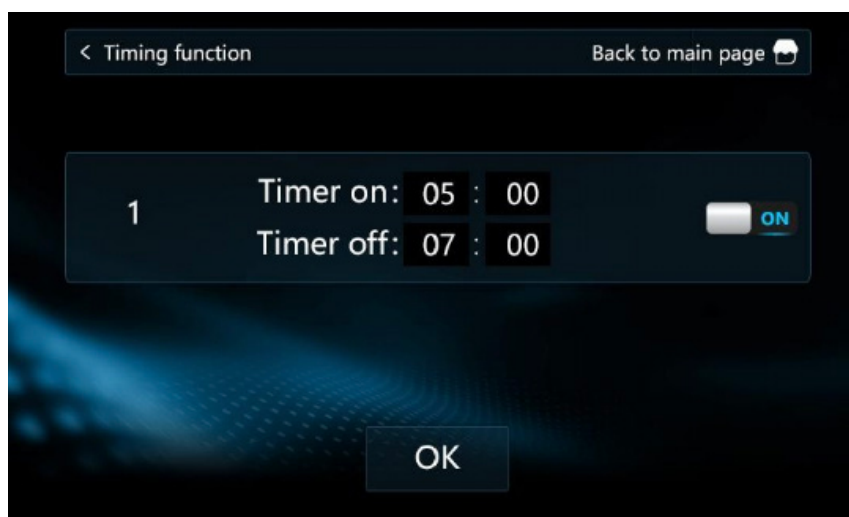 < Timing function Back to main page
1
Timer on: 05 : 00
Timer off: 07 : 00
ON
OK